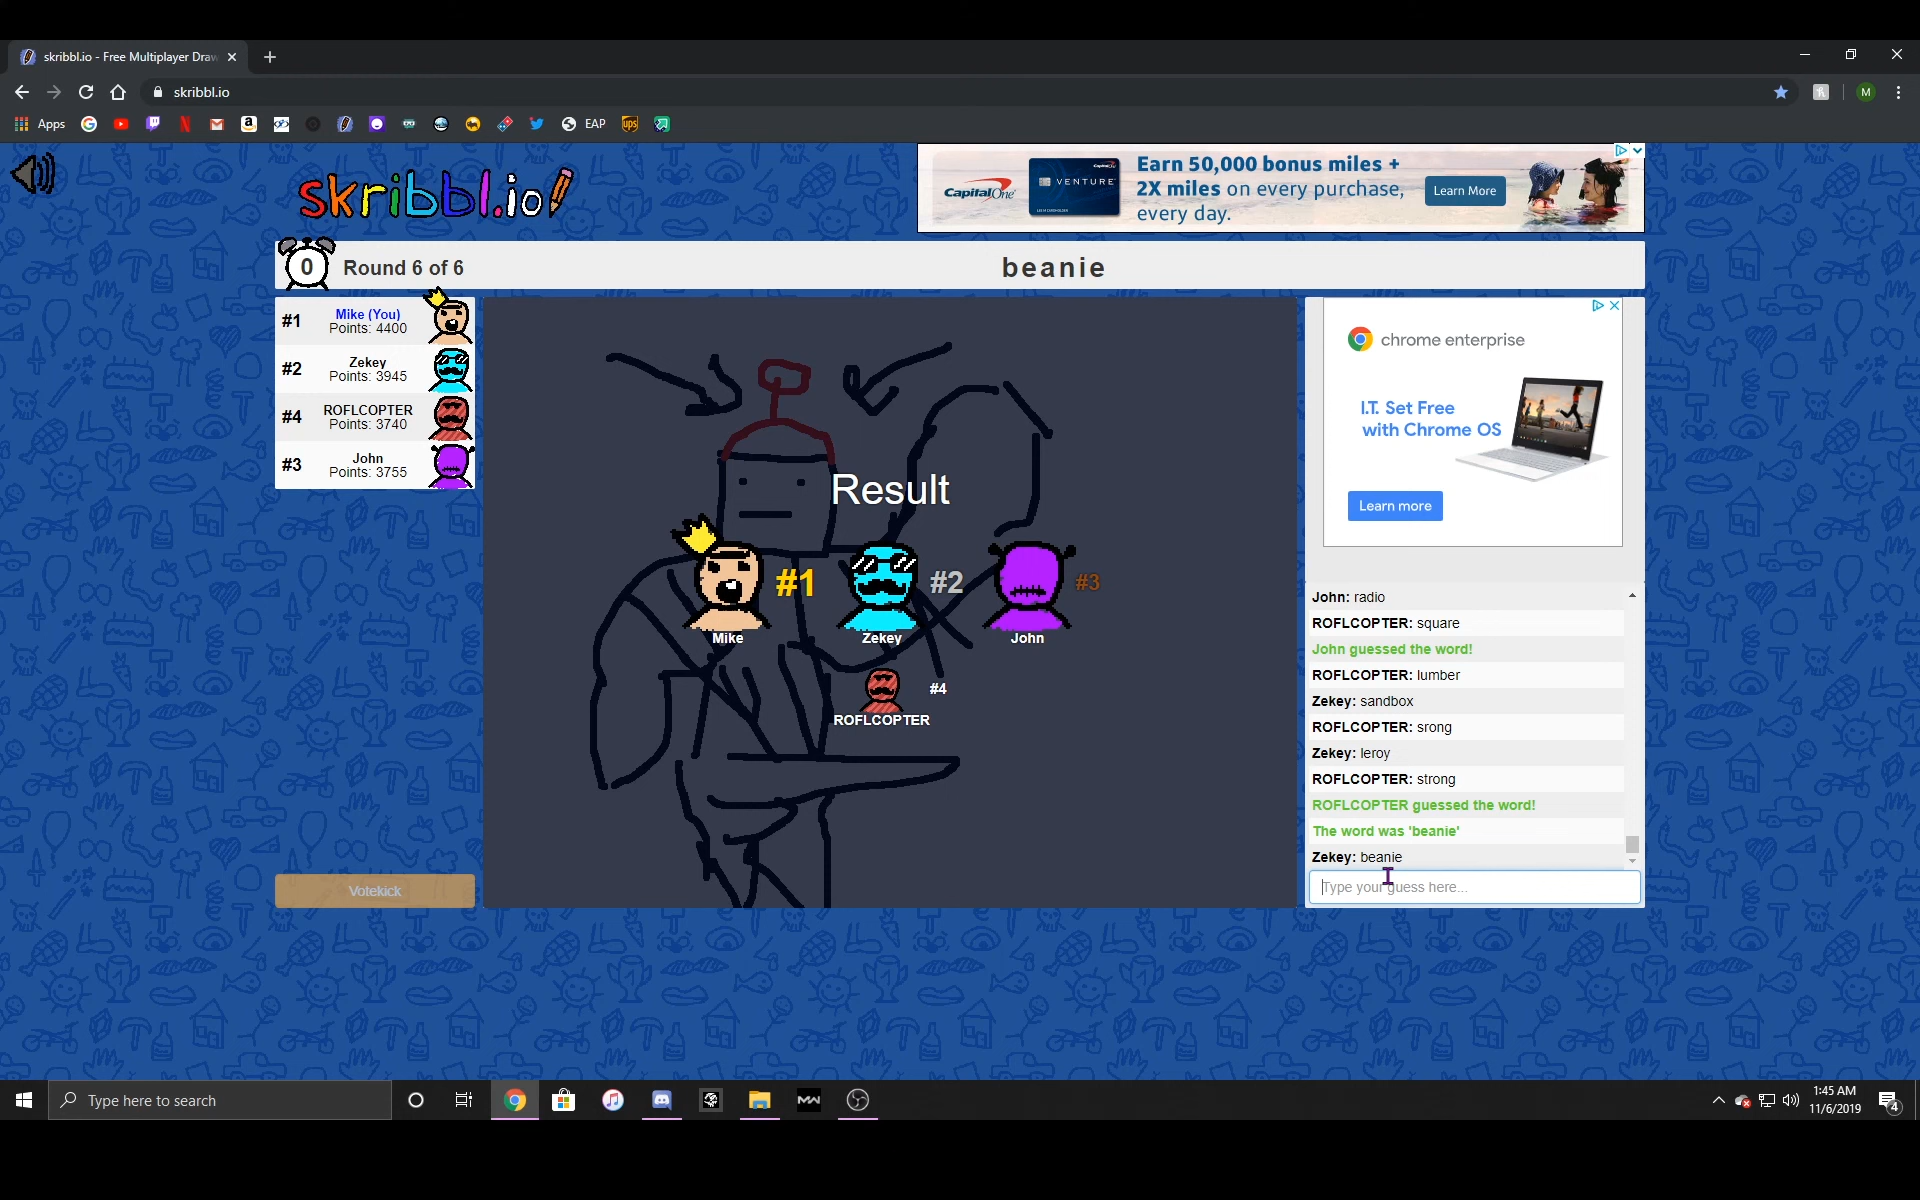 skribbl.io - Free Multiplayer Draw
skribbl.io
Apps
EAP
ups
M
skribbl.io!
Capital One
VENTURE
Earn 50,000 bonus miles +
2X miles on every purchase,
every day.
Learn More
0
Round 6 of 6
beanie
#1
Mike (You)
Points: 4400
#2
Zekey
Points: 3945
#4
ROFLCOPTER
Points: 3740
#3
John
Points: 3755
Votekick
Result
#1
#2
#3
Mike
Zekey
John
#4
ROFLCOPTER
chrome enterprise
I.T. Set Free
with Chrome OS
Learn more
John: radio
ROFLCOPTER: square
John guessed the word!
ROFLCOPTER: lumber
Zekey: sandbox
ROFLCOPTER: srong
Zekey: leroy
ROFLCOPTER: strong
ROFLCOPTER guessed the word!
The word was 'beanie'
Zekey: beanie
Type your guess here...
Type here to search
1:45 AM
11/6/2019
4